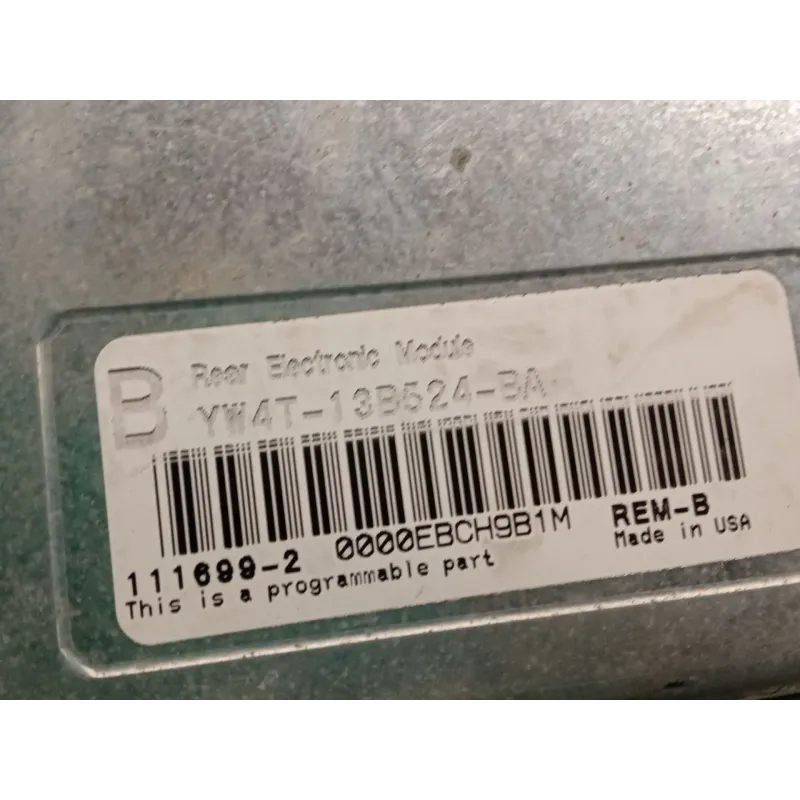 B
Rear Electronic Module
YW4T-13B524-BA
111699-2 0000EBCH9B1M REM-B
This is a programmable part Made in USA